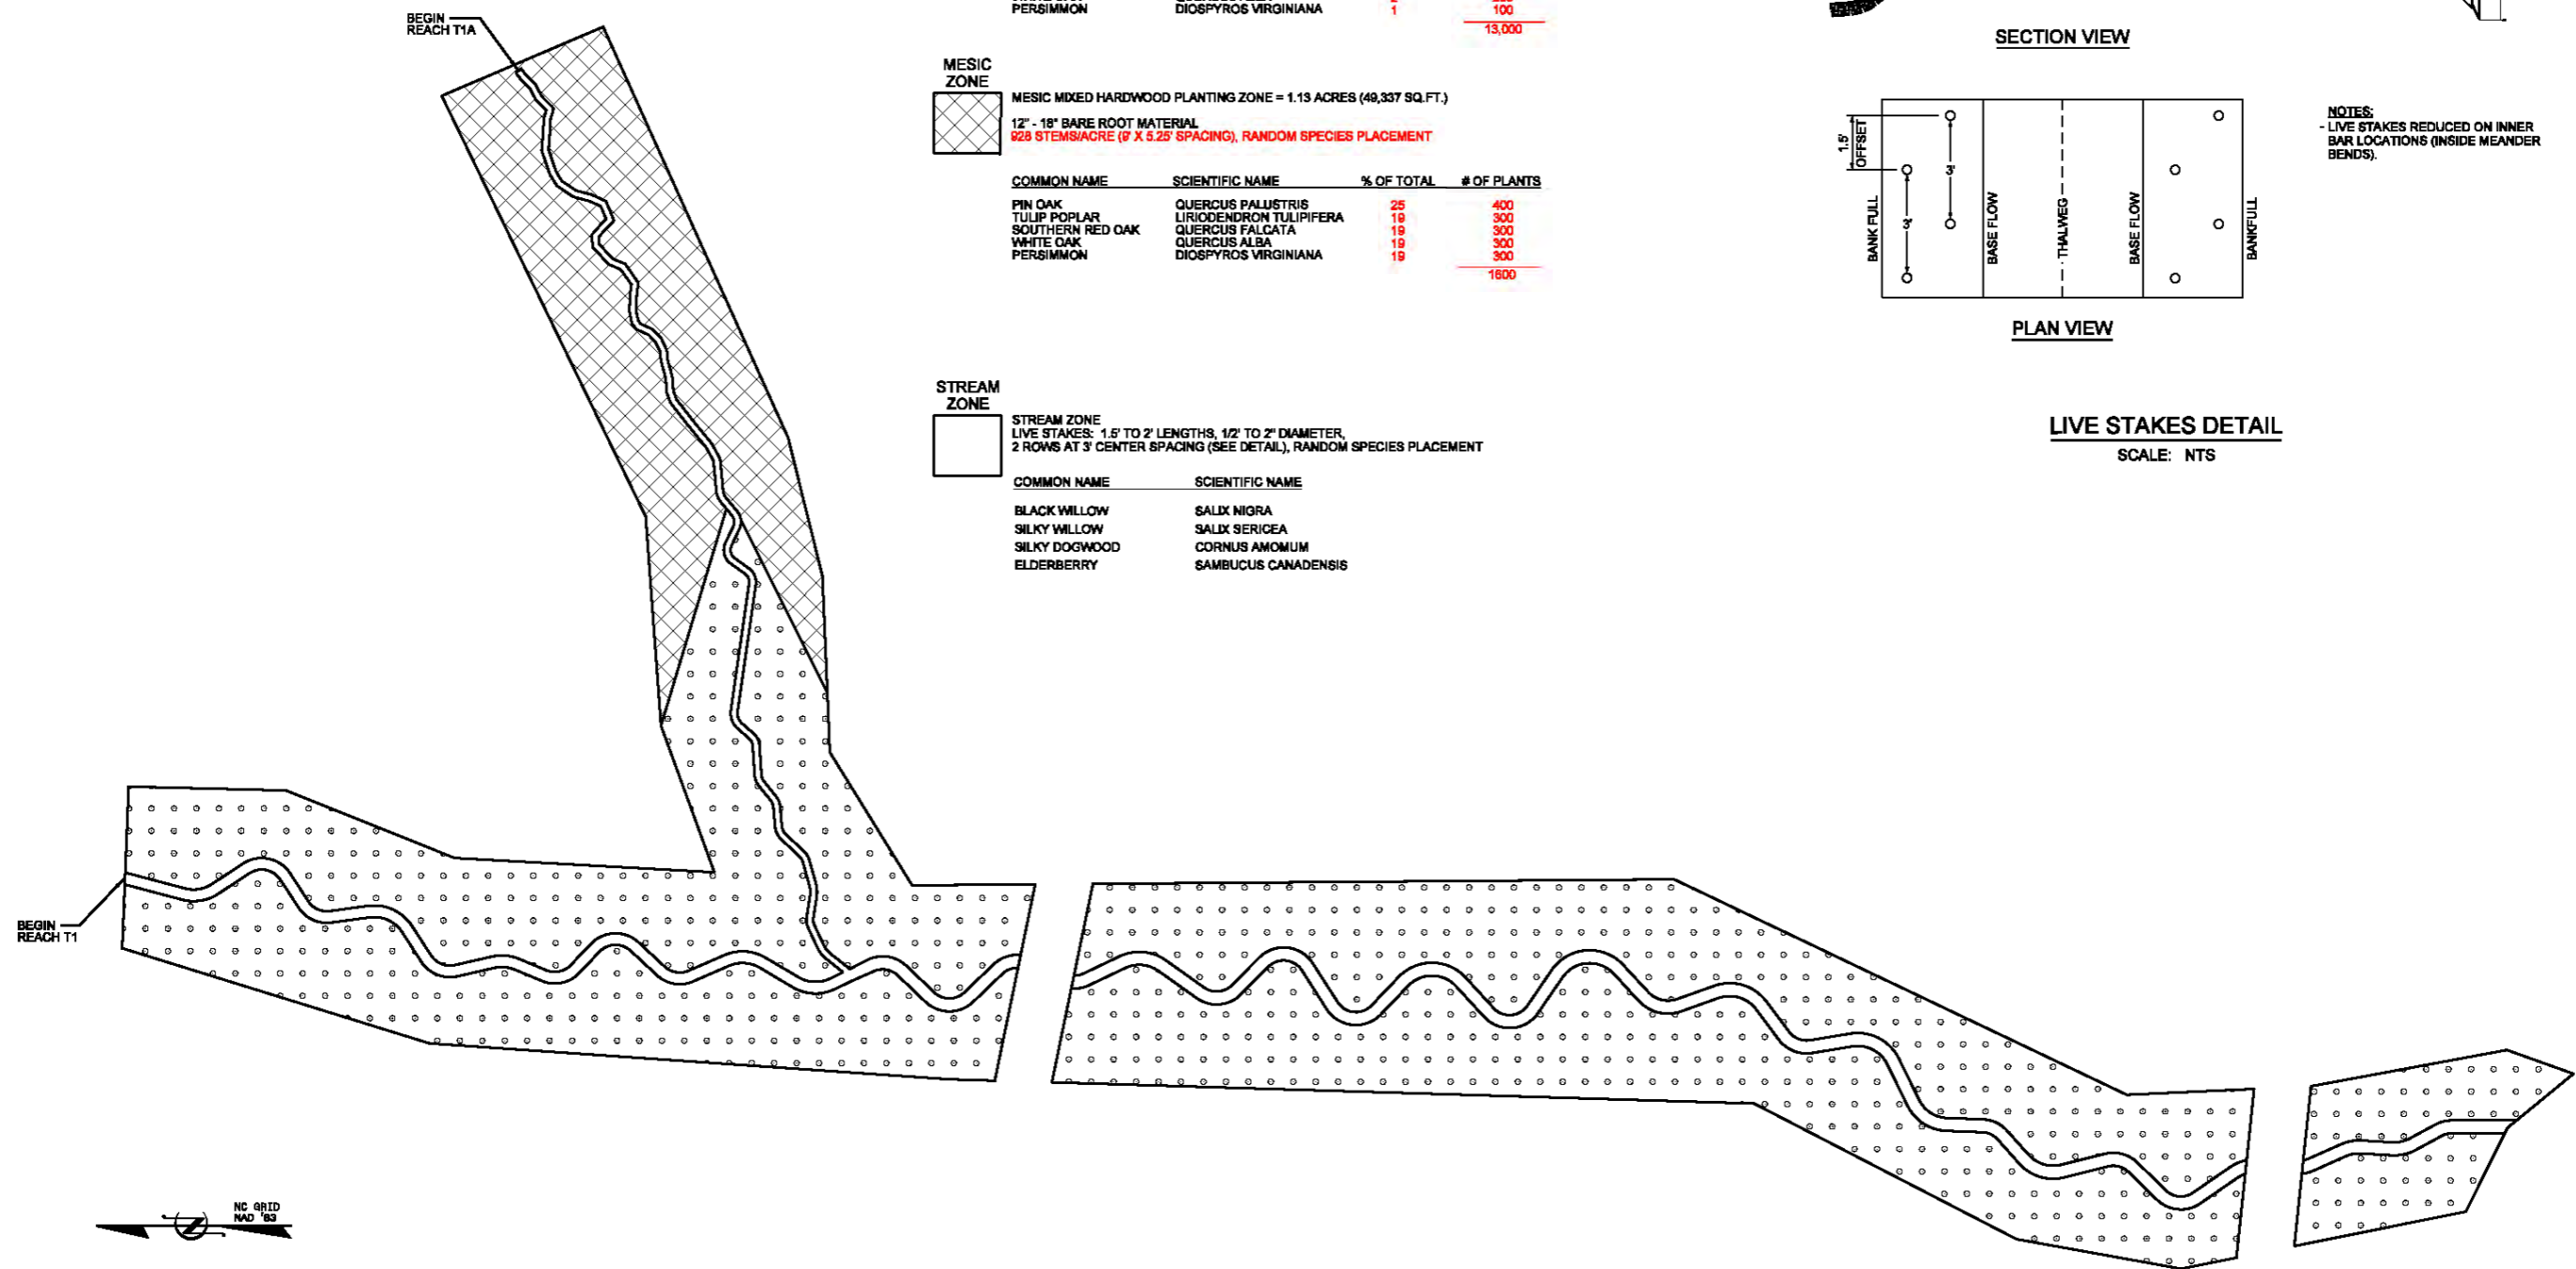 BEGIN
REACH T1A
PERSIMMON DIOSPYROS VIRGINIANA 1 100
13,000
MESIC
ZONE
MESIC MIXED HARDWOOD PLANTING ZONE = 1.13 ACRES (49,337 SQ.FT.)
12" - 18" BARE ROOT MATERIAL
928 STEMS/ACRE (9' X 5.25' SPACING), RANDOM SPECIES PLACEMENT
COMMON NAME SCIENTIFIC NAME % OF TOTAL # OF PLANTS
PIN OAK QUERCUS PALUSTRIS 25 400
TULIP POPLAR LIRIODENDRON TULIPIFERA 19 300
SOUTHERN RED OAK QUERCUS FALCATA 19 300
WHITE OAK QUERCUS ALBA 19 300
PERSIMMON DIOSPYROS VIRGINIANA 19 300
1600
STREAM
ZONE
STREAM ZONE
LIVE STAKES: 1.5' TO 2' LENGTHS, 1/2' TO 2" DIAMETER,
2 ROWS AT 3' CENTER SPACING (SEE DETAIL), RANDOM SPECIES PLACEMENT
COMMON NAME SCIENTIFIC NAME
BLACK WILLOW SALIX NIGRA
SILKY WILLOW SALIX SERICEA
SILKY DOGWOOD CORNUS AMOMUM
ELDERBERRY SAMBUCUS CANADENSIS
SECTION VIEW
1.5'
OFFSET
3'
3'
BANK FULL
BASE FLOW
THALWEG
BASE FLOW
BANKFULL
PLAN VIEW
NOTES:
- LIVE STAKES REDUCED ON INNER
BAR LOCATIONS (INSIDE MEANDER
BENDS).
LIVE STAKES DETAIL
SCALE: NTS
BEGIN
REACH T1
NC GRID
NAD '83